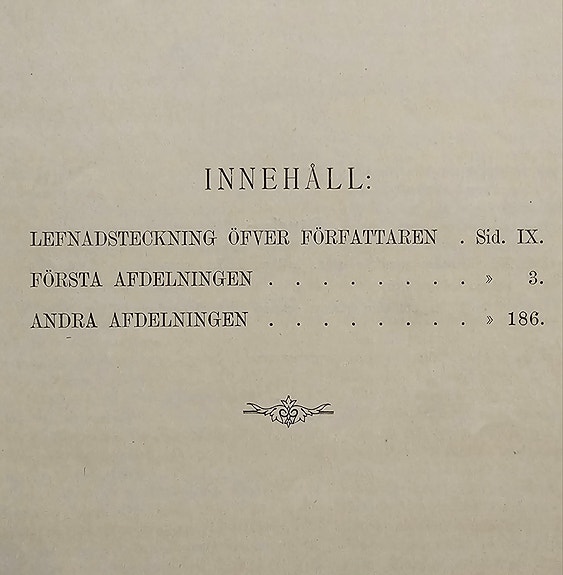 INNEHÅLL:
LEFNADSTECKNING ÖFVER FÖRFATTAREN . Sid. IX.
FÖRSTA AFDELNINGEN . . . . . . . . » 3.
ANDRA AFDELNINGEN . . . . . . . . » 186.